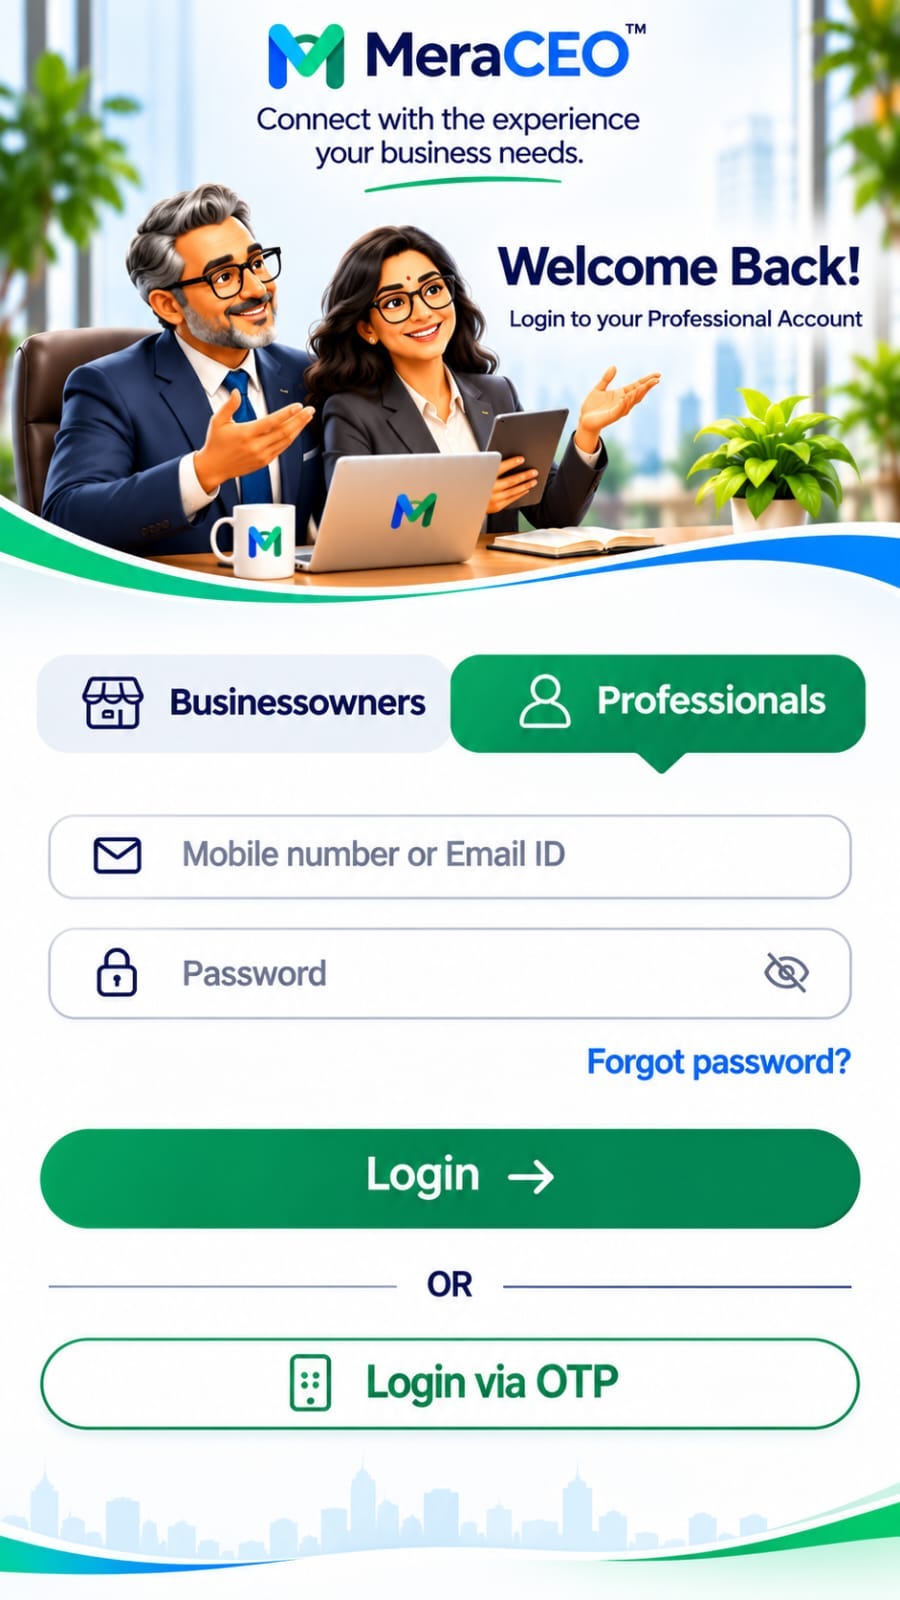 MeraCEO™
Connect with the experience
your business needs.
Welcome Back!
Login to your Professional Account
Businessowners
Professionals
Mobile number or Email ID
Password
Forgot password?
Login →
OR
Login via OTP